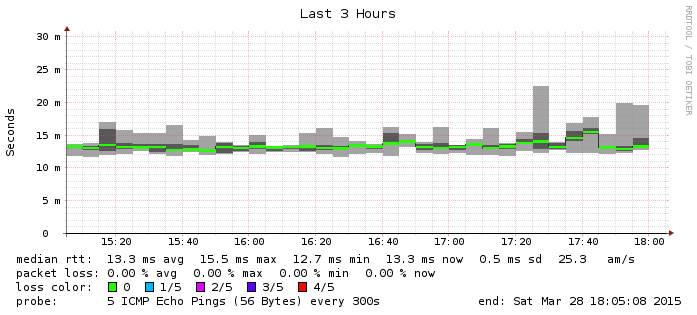 Last 3 Hours
RRDTOOL / TOBI OETIKER
Seconds
30 m
25 m
20 m
15 m
10 m
5 m
0
15:20 15:40 16:00 16:20 16:40 17:00 17:20 17:40 18:00
median rtt: 13.3 ms avg 15.5 ms max 12.7 ms min 13.3 ms now 0.5 ms sd 25.3 am/s
packet loss: 0.00 % avg 0.00 % max 0.00 % min 0.00 % now
loss color: 0 1/5 2/5 3/5 4/5
probe: 5 ICMP Echo Pings (56 Bytes) every 300s end: Sat Mar 28 18:05:08 2015